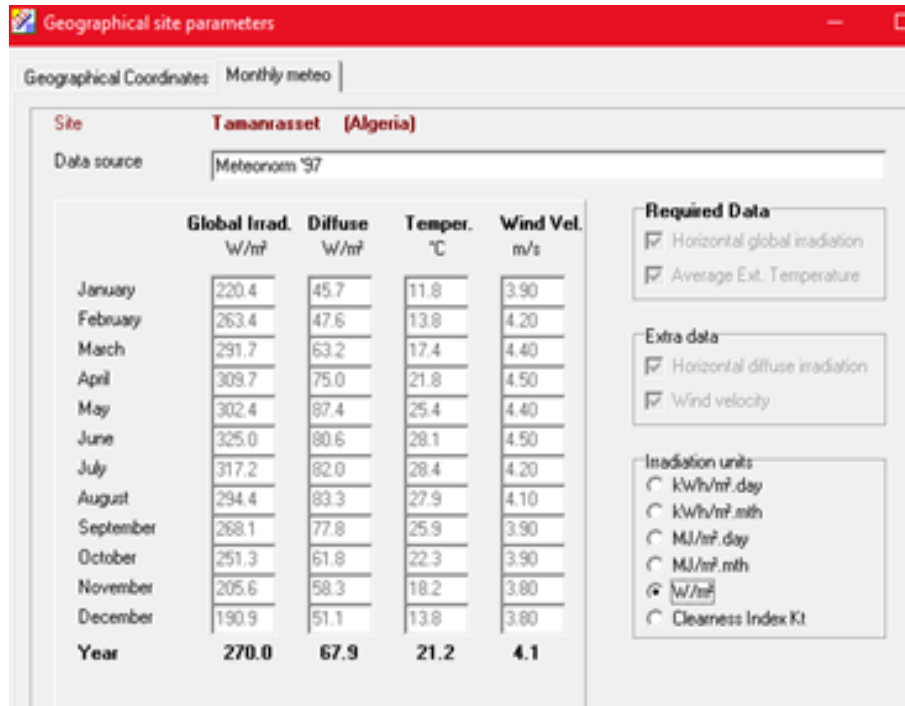 Geographical site parameters
Geographical Coordinates Monthly meteo
Site Tamanrasset (Algeria)
Data source Meteonorm '97
Global Irrad. Diffuse Temper. Wind Vel.
W/m² W/m² °C m/s
January 220.4 45.7 11.8 3.90
February 263.4 47.6 13.8 4.20
March 291.7 63.2 17.4 4.40
April 309.7 75.0 21.8 4.50
May 302.4 87.4 25.4 4.40
June 325.0 80.6 28.1 4.50
July 317.2 82.0 28.4 4.20
August 294.4 83.3 27.9 4.10
September 268.1 77.8 25.9 3.90
October 251.3 61.8 22.3 3.90
November 205.6 58.3 18.2 3.80
December 190.9 51.1 13.8 3.80
Year 270.0 67.9 21.2 4.1
Required Data
Horizontal global irradiation
Average Ext. Temperature
Extra data
Horizontal diffuse irradiation
Wind velocity
Irradiation units
kWh/m².day
kWh/m².mth
MJ/m².day
MJ/m².mth
W/m²
Clearness Index Kt